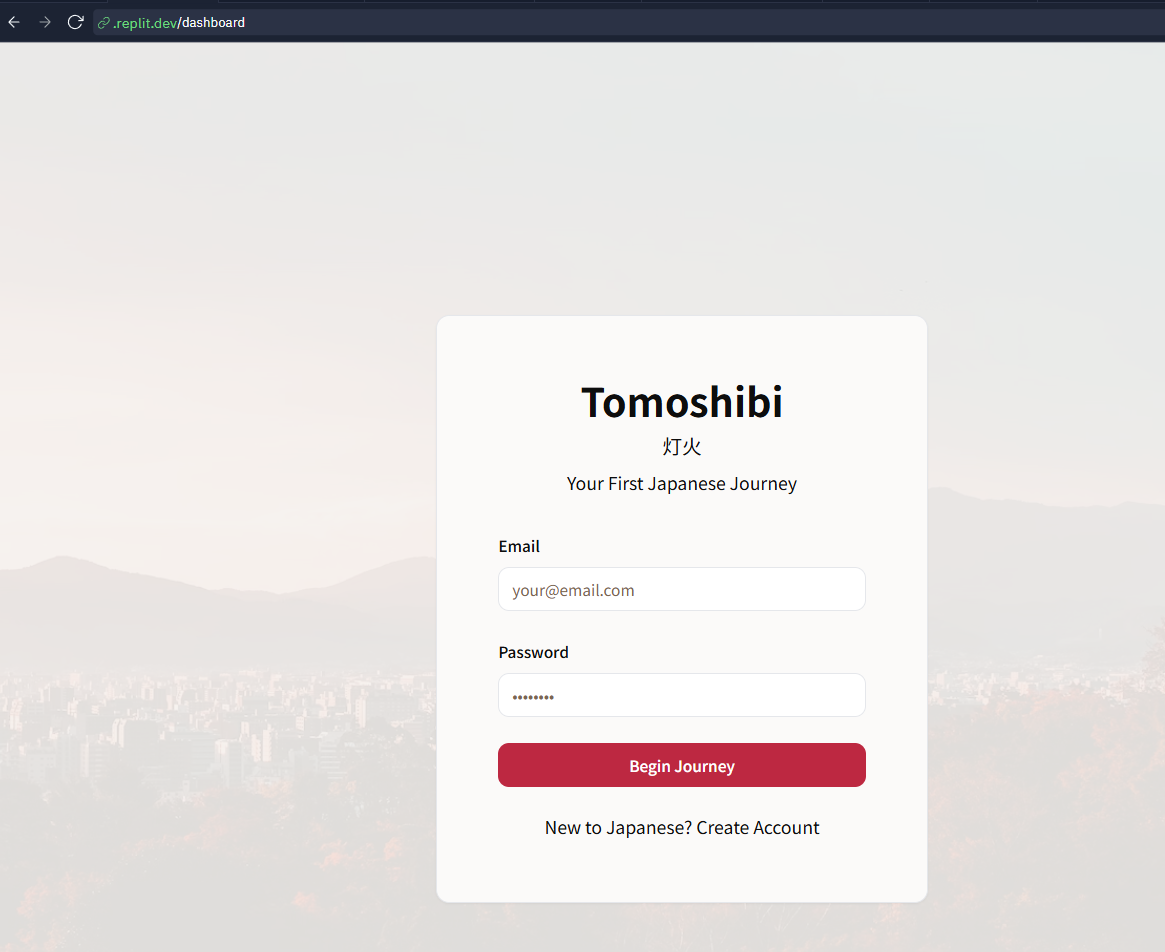 .replit.dev/dashboard
Tomoshibi
灯火
Your First Japanese Journey
Email
your@email.com
Password
••••••••
Begin Journey
New to Japanese? Create Account